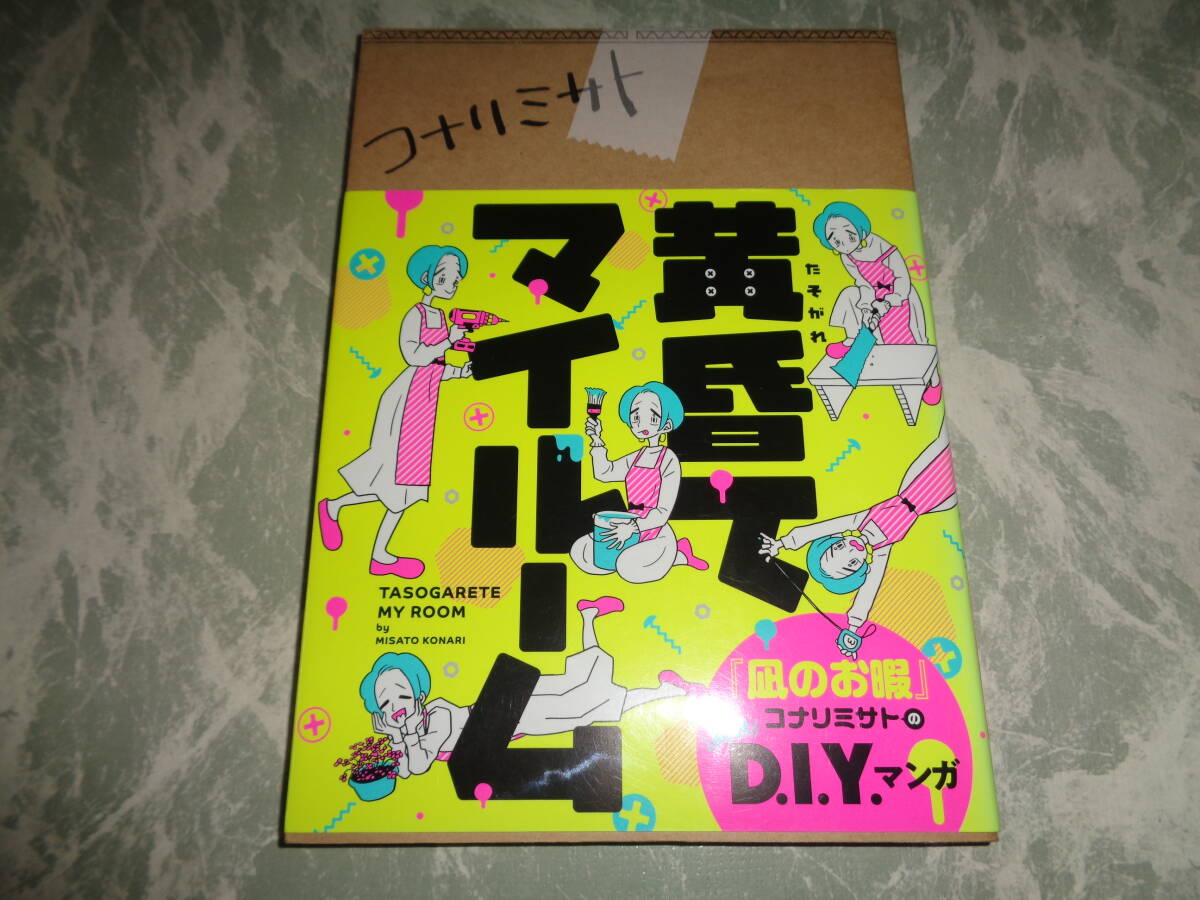 コナリミサト
黄昏て
たそがれ
マイルーム
TASOGARETE
MY ROOM
by
MISATO KONARI
『凪のお暇』
コナリミサトの
D.I.Y.マンガ